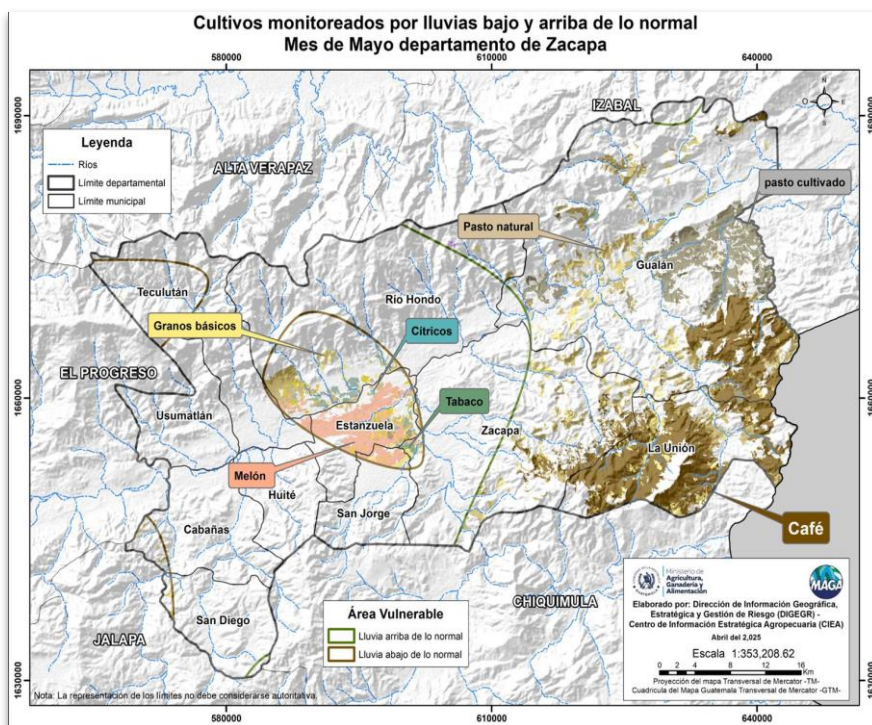 Cultivos monitoreados por lluvias bajo y arriba de lo normal
Mes de Mayo departamento de Zacapa
580000
610000
640000
1690000
1690000
IZABAL
N
O
E
S
Leyenda
Ríos
Límite departamental
Límite municipal
ALTA VERAPAZ
pasto cultivado
Pasto natural
Gualán
Teculután
Río Hondo
Granos básicos
Cítricos
EL PROGRESO
1660000
1660000
Tabaco
Usumatlán
Estanzuela
Zacapa
La Unión
Melón
Huité
San Jorge
Cabañas
Café
CHIQUIMULA
San Diego
JALAPA
Área Vulnerable
Lluvia arriba de lo normal
Lluvia abajo de lo normal
Ministerio de
Agricultura,
Ganadería y
Alimentación
MAGA
Elaborado por: Dirección de Información Geográfica,
Estratégica y Gestión de Riesgo (DIGEGR) -
Centro de Información Estratégica Agropecuaria (CIEA)
Abril del 2,025
Escala 1:353,208.62
0 2 4 8 12 16
Km
Proyección del mapa Transversal de Mercator -TM-
Cuadricula del Mapa Guatemala Transversal de Mercator -GTM-
1630000
1630000
Nota: La representación de los límites no debe considerarse autoritativa.
580000
610000
640000